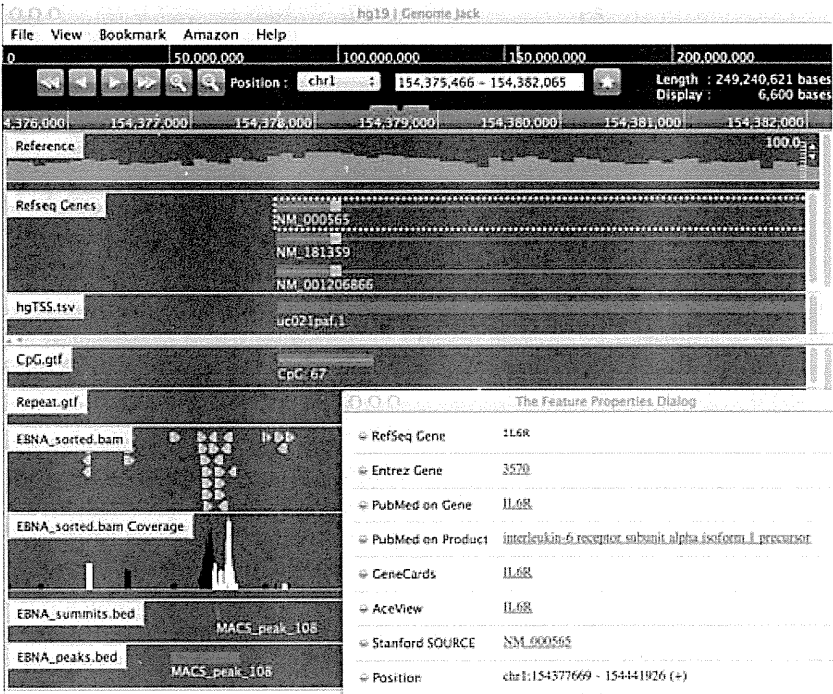 hg19 | Genome Jack
File View Bookmark Amazon Help
0 50,000,000 100,000,000 150,000,000 200,000,000
Position : chr1 154,375,466 - 154,382,065 Length : 249,240,621 bases
Display : 6,600 bases
4,376,000 154,377,000 154,378,000 154,379,000 154,380,000 154,381,000 154,382,000
Reference 100.0
Refseq Genes
NM_000565
NM_181359
NM_001206866
hgTSS.tsv
uc021paf.1
CpG.gtf
CpG: 67
Repeat.gtf
The Feature Properties Dialog
EBNA_sorted.bam
RefSeq Gene IL6R
Entrez Gene 3570
PubMed on Gene IL6R
EBNA_sorted.bam Coverage
PubMed on Product interleukin-6 receptor subunit alpha isoform 1 precursor
GeneCards IL6R
AceView IL6R
EBNA_summits.bed
MACS_peak_108
Stanford SOURCE NM_000565
EBNA_peaks.bed
MACS_peak_108
Position chr1:154377669 - 154441926 (+)